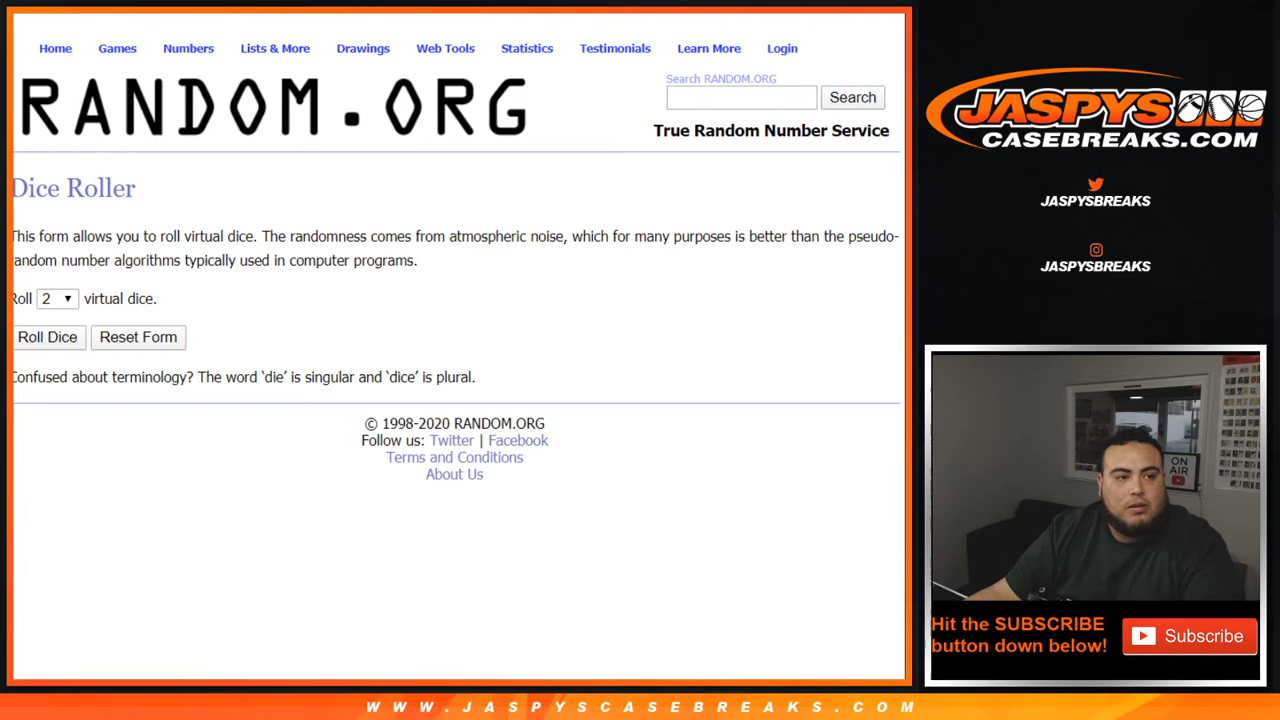 Home Games Numbers Lists & More Drawings Web Tools Statistics Testimonials Learn More Login
RANDOM.ORG
Search RANDOM.ORG
Search
True Random Number Service
Dice Roller
This form allows you to roll virtual dice. The randomness comes from atmospheric noise, which for many purposes is better than the pseudo-
random number algorithms typically used in computer programs.
Roll 2 virtual dice.
Roll Dice Reset Form
Confused about terminology? The word ‘die’ is singular and ‘dice’ is plural.
© 1998-2020 RANDOM.ORG
Follow us: Twitter | Facebook
Terms and Conditions
About Us
JASPYS
CASEBREAKS.COM
JASPYSBREAKS
JASPYSBREAKS
ON
AIR
Hit the SUBSCRIBE
button down below!
Subscribe
WWW.JASPYSCASEBREAKS.COM